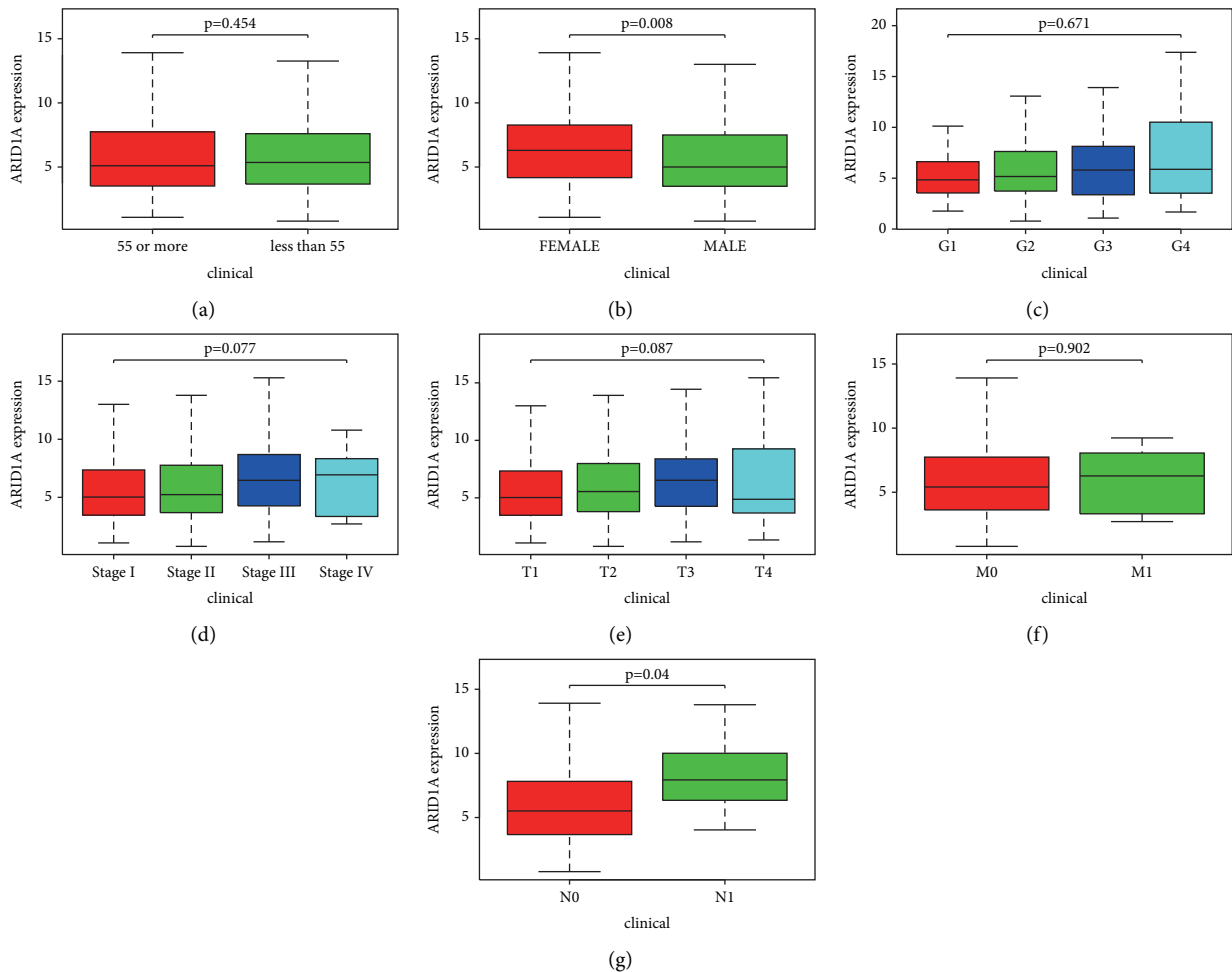 p=0.454
ARID1A expression
15
10
5
55 or more
less than 55
clinical
(a)
p=0.008
ARID1A expression
15
10
5
FEMALE
MALE
clinical
(b)
p=0.671
ARID1A expression
20
15
10
5
0
G1
G2
G3
G4
clinical
(c)
p=0.077
ARID1A expression
15
10
5
Stage I
Stage II
Stage III
Stage IV
clinical
(d)
p=0.087
ARID1A expression
15
10
5
T1
T2
T3
T4
clinical
(e)
p=0.902
ARID1A expression
15
10
5
M0
M1
clinical
(f)
p=0.04
ARID1A expression
15
10
5
N0
N1
clinical
(g)